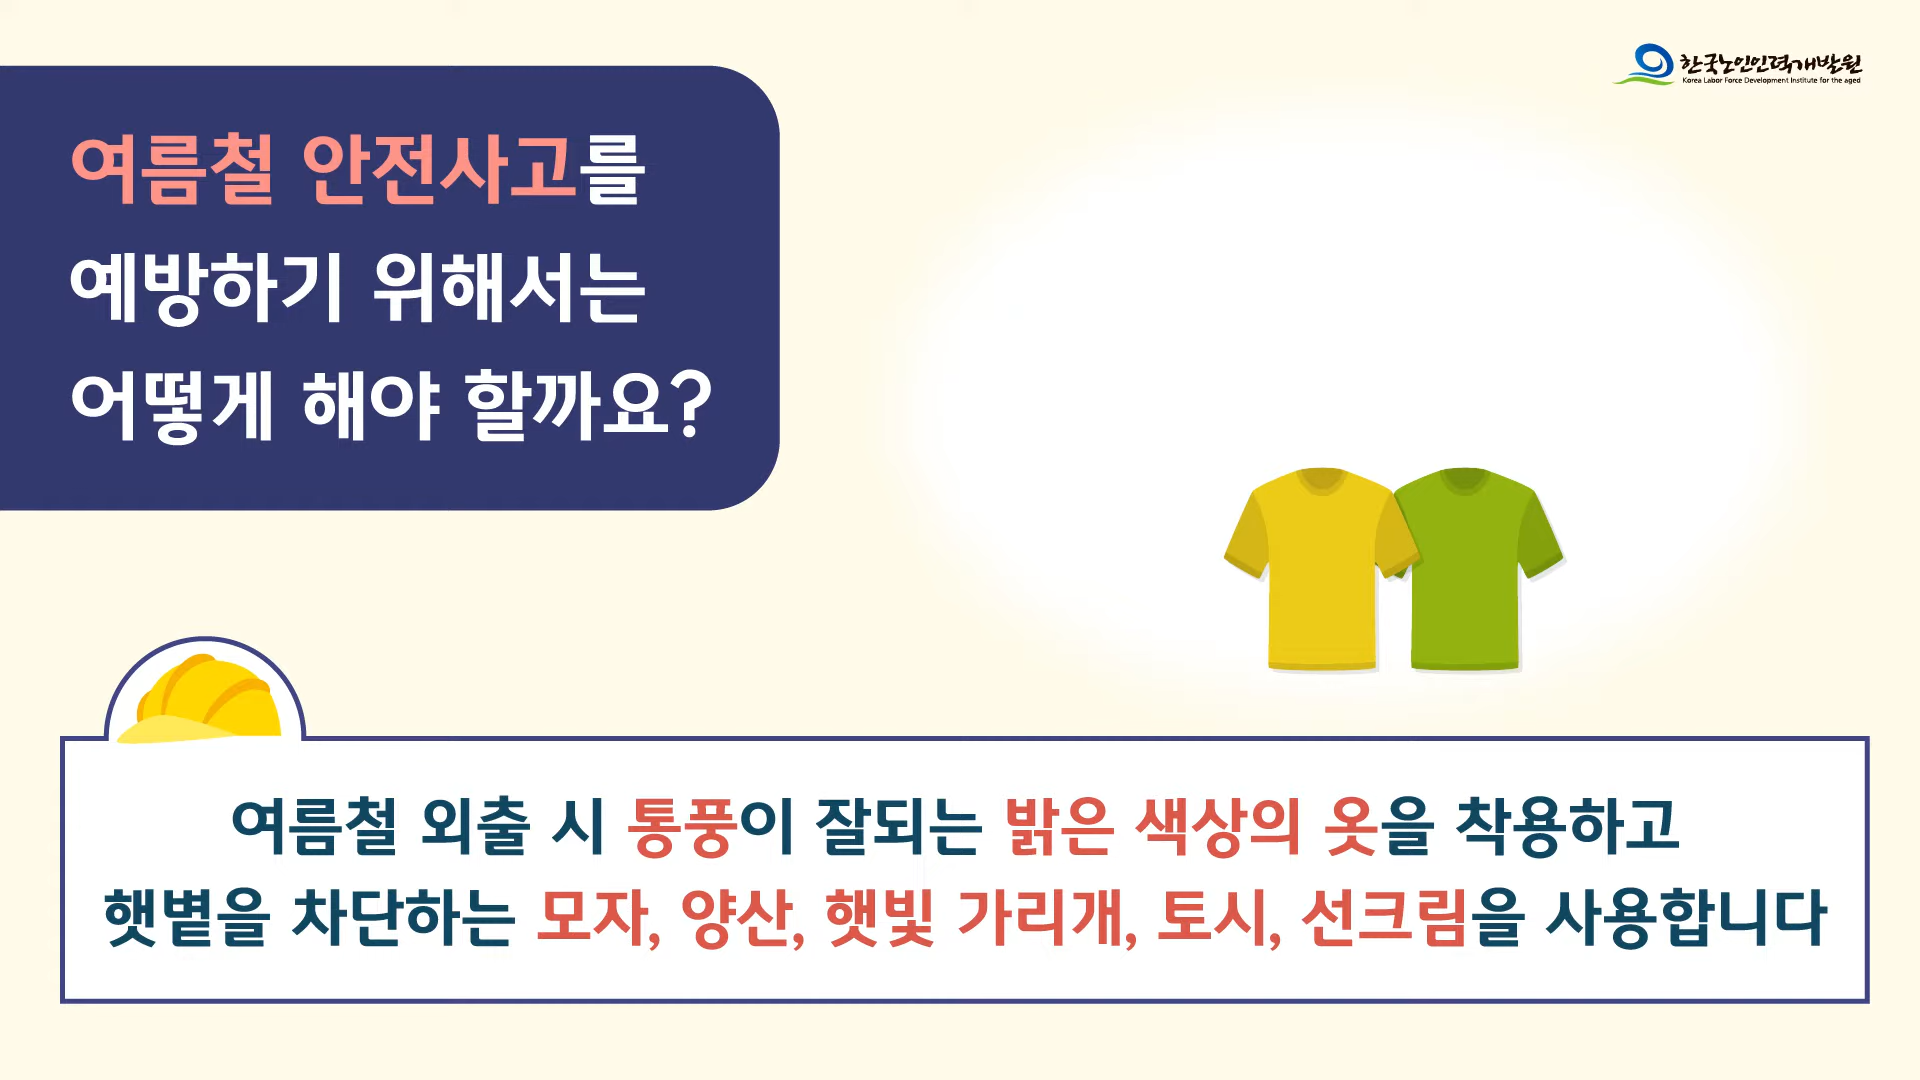 한국노인인력개발원
Korea Labor Force Development Institute for the aged
여름철 안전사고를
예방하기 위해서는
어떻게 해야 할까요?
여름철 외출 시 통풍이 잘되는 밝은 색상의 옷을 착용하고
햇볕을 차단하는 모자, 양산, 햇빛 가리개, 토시, 선크림을 사용합니다